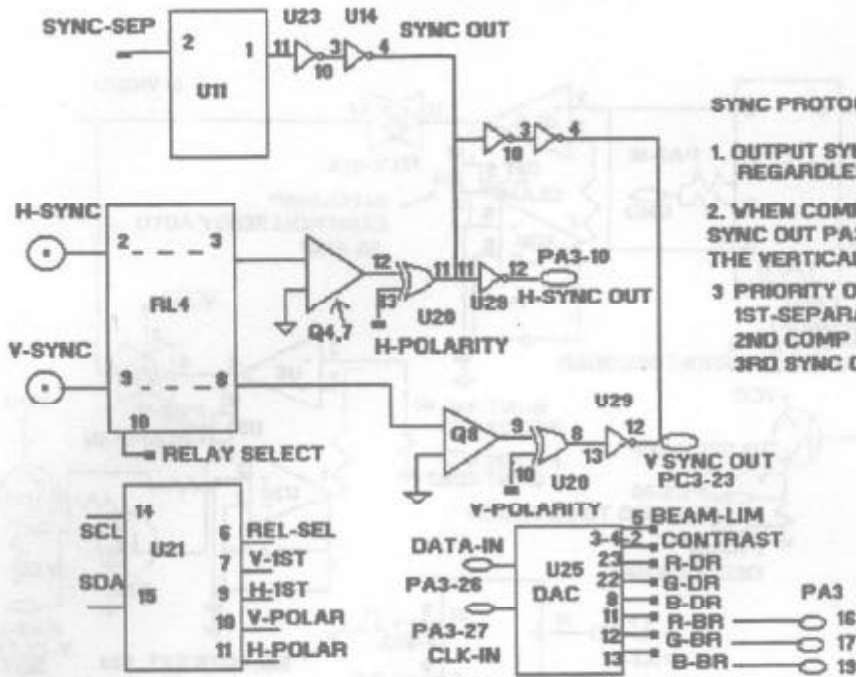 SYNC-SEP
2
1
U11
11
U23
10
3
U14
4
SYNC OUT
10
3
4
SYNC PROTO
1. OUTPUT SY
REGARDLE
2. WHEN COM
SYNC OUT PA3
THE VERTICA
3 PRIORITY O
1ST-SEPARA
2ND COMP
3RD SYNC
H-SYNC
2
3
RL4
V-SYNC
9
8
10
RELAY SELECT
Q4,7
12
13
11
U20
H-POLARITY
11
12
PA3-10
H-SYNC OUT
Q8
9
10
8
U20
V-POLARITY
13
U29
12
V SYNC OUT
PC3-23
SCL
14
SDA
15
U21
6
REL-SEL
7
V-1ST
9
H-1ST
10
V-POLAR
11
H-POLAR
DATA-IN
PA3-26
PA3-27
CLK-IN
U25
DAC
5
BEAM-LIM
3-4-2
CONTRAST
23
R-DR
22
G-DR
8
B-DR
11
R-BR
12
G-BR
13
B-BR
PA3
16
17
19